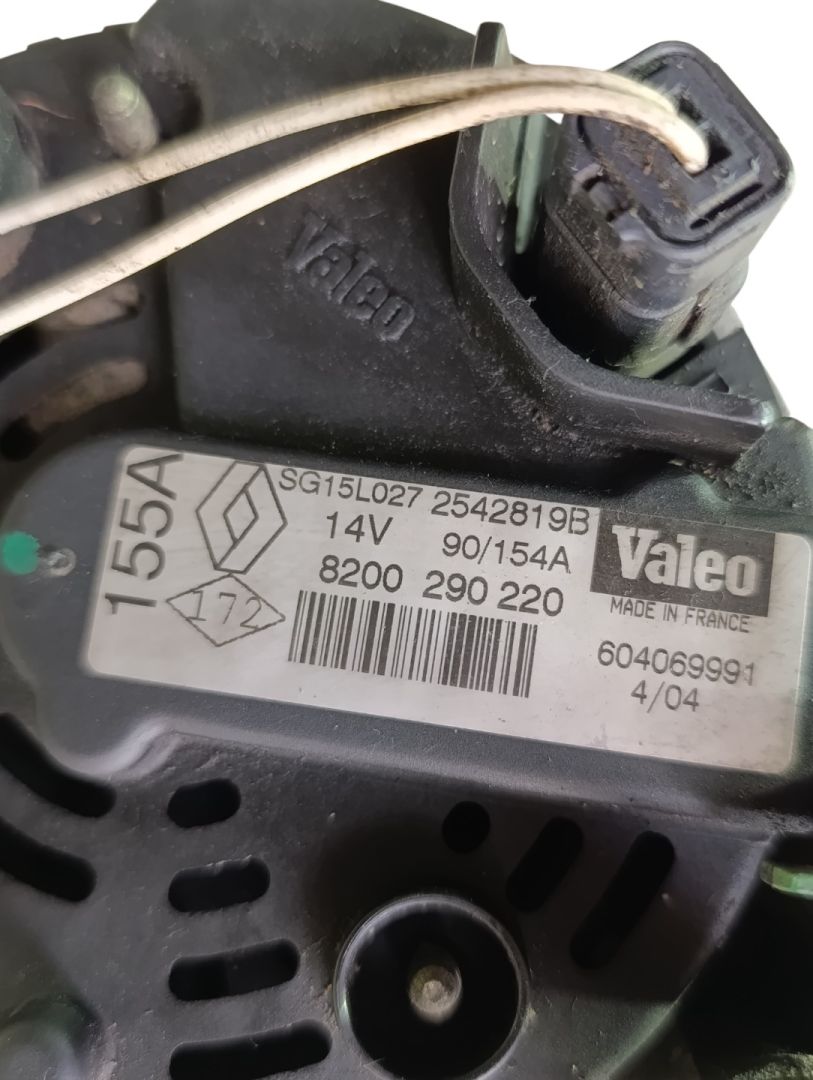 Valeo
155A
SG15L027 2542819B
14V 90/154A
8200 290 220
172
Valeo
MADE IN FRANCE
604069991
4/04